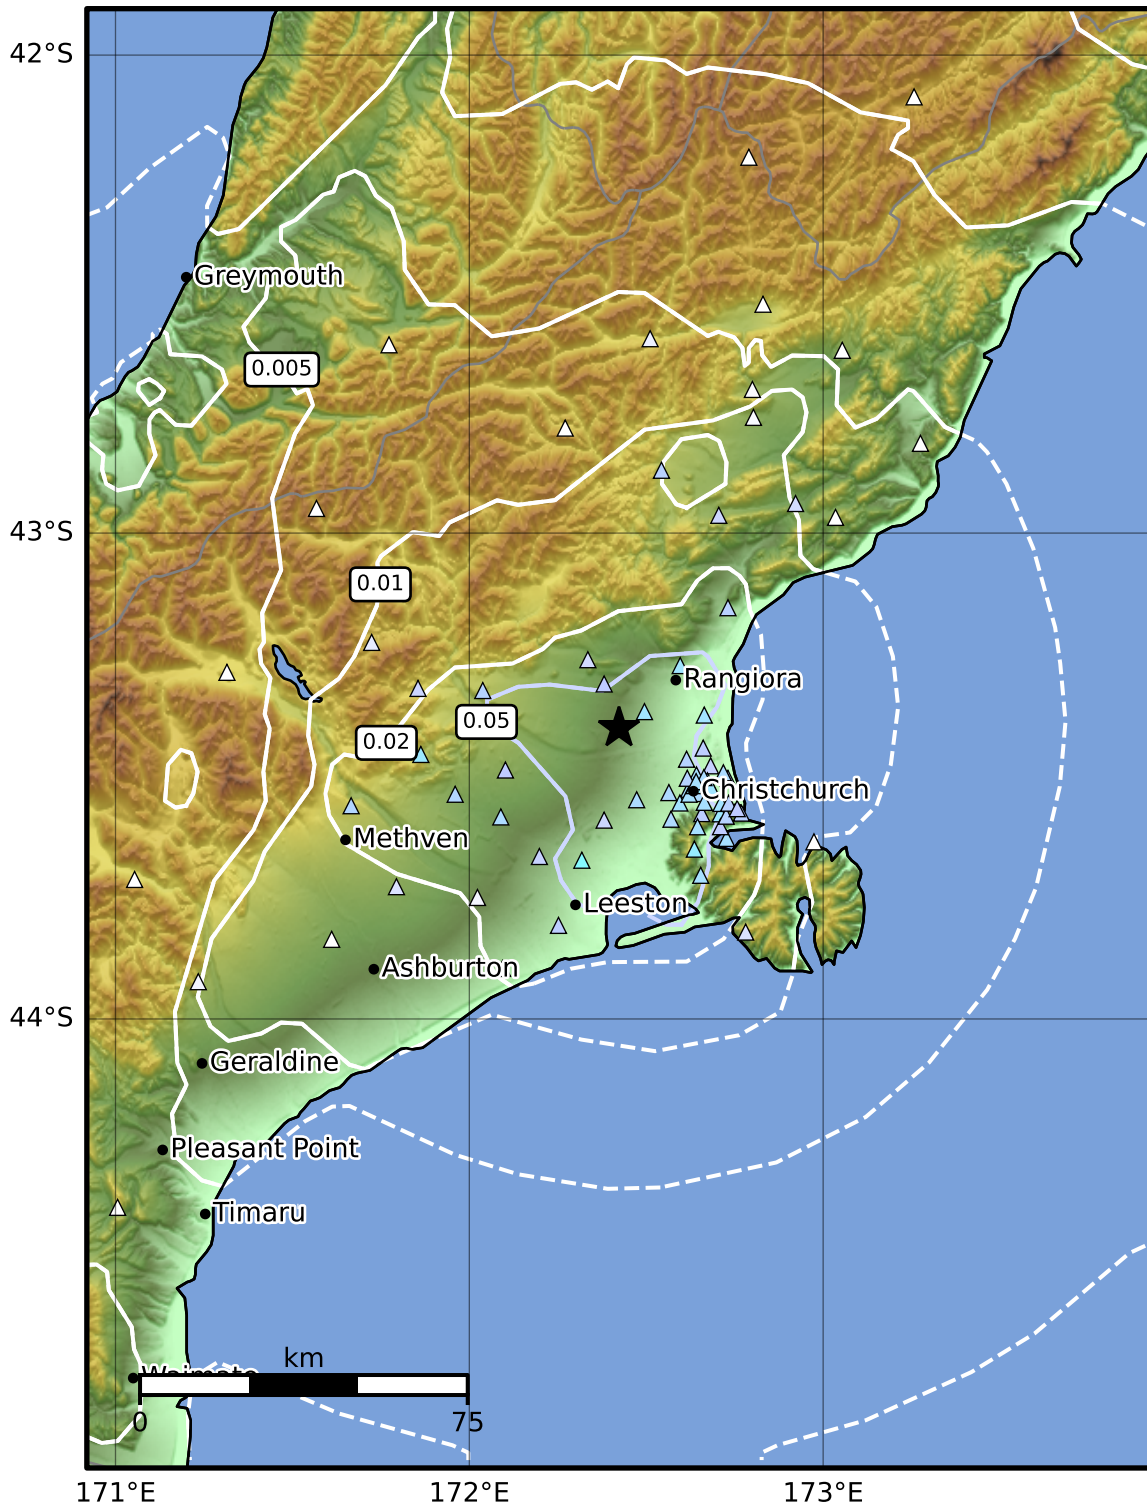 42°S
Greymouth
0.005
43°S
0.01
Rangiora
0.05
0.02
Christchurch
Methven
Leeston
Ashburton
44°S
Geraldine
Pleasant Point
Timaru
km
Waimate
0
75
171°E
172°E
173°E